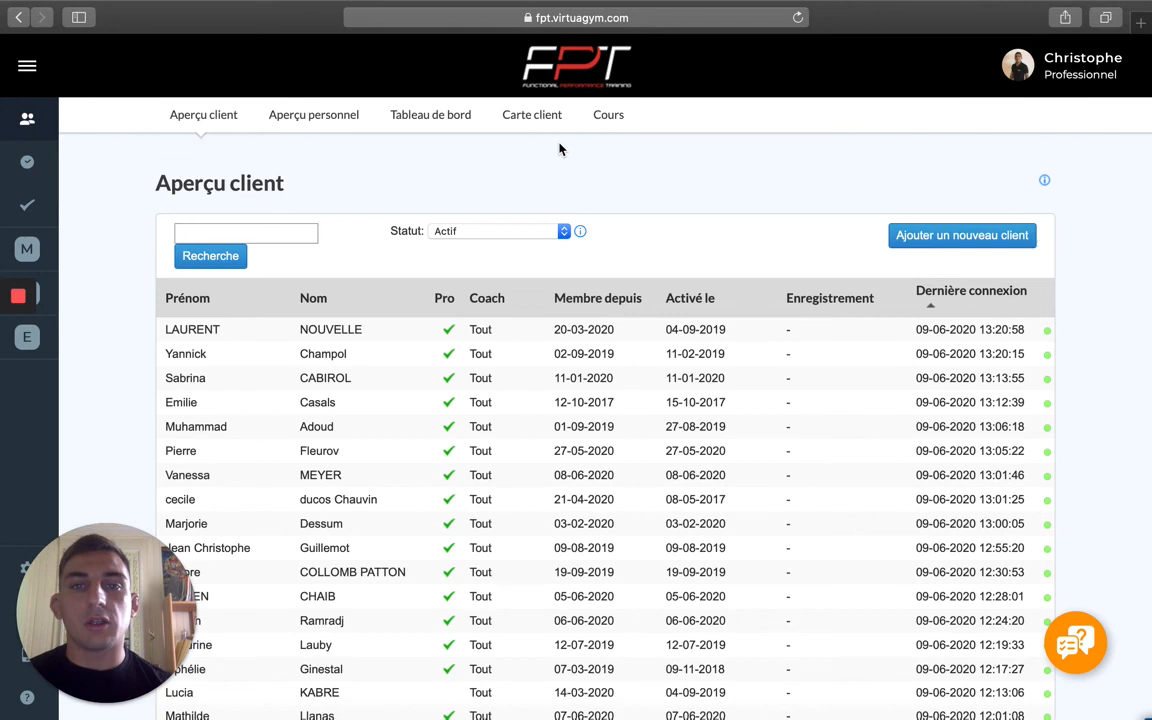 fpt.virtuagym.com
FPT
FUNCTIONAL PERFORMANCE TRAINING
Christophe
Professionnel
Aperçu client Aperçu personnel Tableau de bord Carte client Cours
Aperçu client
Statut: Actif
Ajouter un nouveau client
Recherche
Prénom Nom Pro Coach Membre depuis Activé le Enregistrement Dernière connexion
LAURENT NOUVELLE Tout 20-03-2020 04-09-2019 - 09-06-2020 13:20:58
Yannick Champol Tout 02-09-2019 11-02-2019 - 09-06-2020 13:20:15
Sabrina CABIROL Tout 11-01-2020 11-01-2020 - 09-06-2020 13:13:55
Emilie Casals Tout 12-10-2017 15-10-2017 - 09-06-2020 13:12:39
Muhammad Adoud Tout 01-09-2019 27-08-2019 - 09-06-2020 13:06:18
Pierre Fleurov Tout 27-05-2020 27-05-2020 - 09-06-2020 13:05:22
Vanessa MEYER Tout 08-06-2020 08-06-2020 - 09-06-2020 13:01:46
cecile ducos Chauvin Tout 21-04-2020 08-05-2017 - 09-06-2020 13:01:25
Marjorie Dessum Tout 03-02-2020 03-02-2020 - 09-06-2020 13:00:05
Jean Christophe Guillemot Tout 09-08-2019 09-08-2019 - 09-06-2020 12:55:20
COLLOMB PATTON Tout 19-09-2019 19-09-2019 - 09-06-2020 12:30:53
CHAIB Tout 05-06-2020 05-06-2020 - 09-06-2020 12:28:01
Ramradj Tout 06-06-2020 06-06-2020 - 09-06-2020 12:24:20
Lauby Tout 12-07-2019 12-07-2019 - 09-06-2020 12:19:33
Ginestal Tout 07-03-2019 09-11-2018 - 09-06-2020 12:17:27
Lucia KABRE Tout 14-03-2020 04-09-2019 - 09-06-2020 12:13:06
Mathilde Llanas Tout 07-06-2020 07-06-2020 - 09-06-2020 12:01:08
M
E